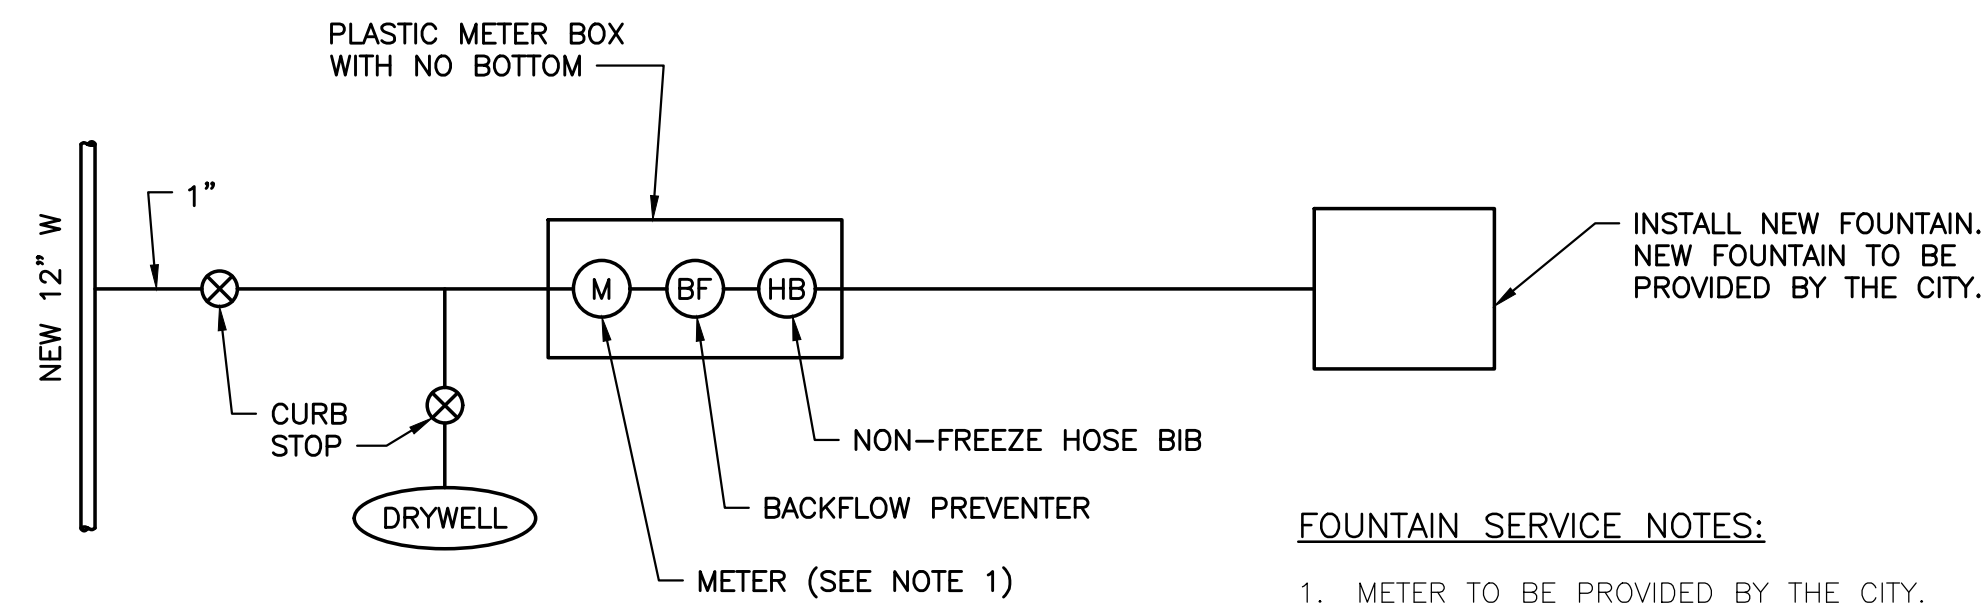 PLASTIC METER BOX
WITH NO BOTTOM
1"
NEW 12" W
M
BF
HB
INSTALL NEW FOUNTAIN.
NEW FOUNTAIN TO BE
PROVIDED BY THE CITY.
CURB
STOP
NON-FREEZE HOSE BIB
DRYWELL
BACKFLOW PREVENTER
METER (SEE NOTE 1)
FOUNTAIN SERVICE NOTES:
1. METER TO BE PROVIDED BY THE CITY.